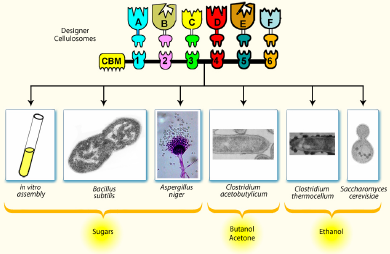 Designer
Cellulosomes
A B C D E F
CBM 1 2 3 4 5 6
In vitro
assembly
Bacillus
subtilis
Aspergillus
niger
Clostridium
acetobutylicum
Clostridium
thermocellum
Saccharomyces
cerevisiae
Sugars
Butanol
Acetone
Ethanol